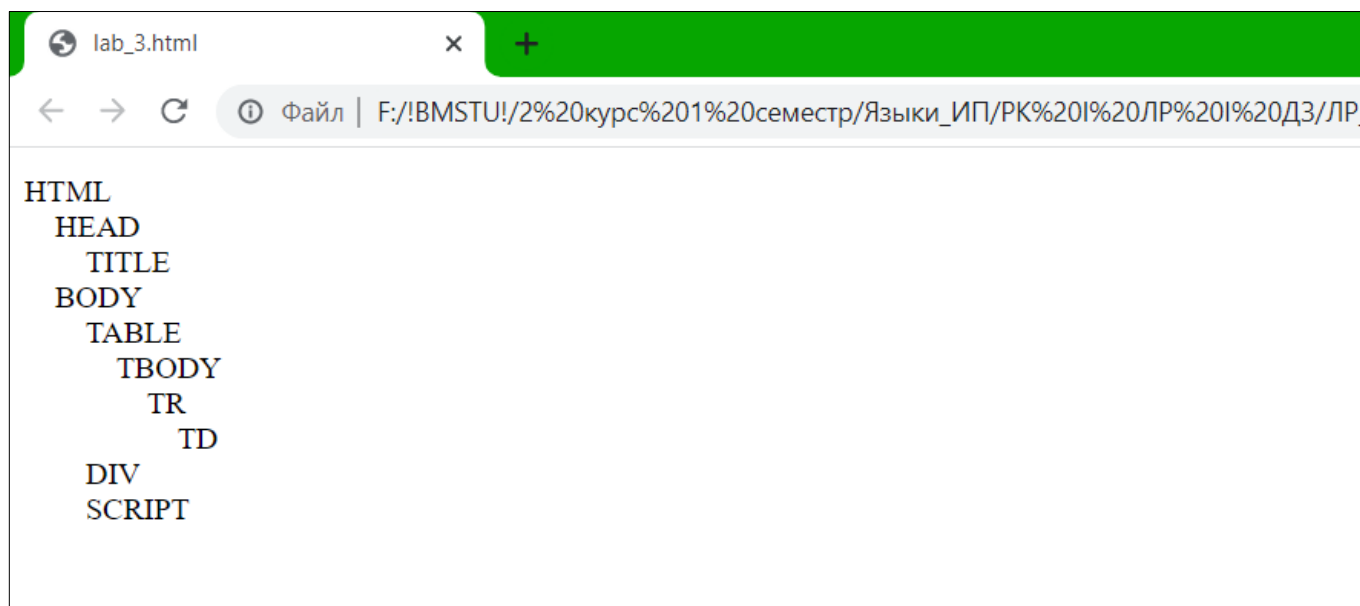 lab_3.html
Файл | F:/!BMSTU!/2%20курс%201%20семестр/Языки_ИП/РК%20I%20ЛР%20I%20ДЗ/ЛР_
HTML
HEAD
TITLE
BODY
TABLE
TBODY
TR
TD
DIV
SCRIPT